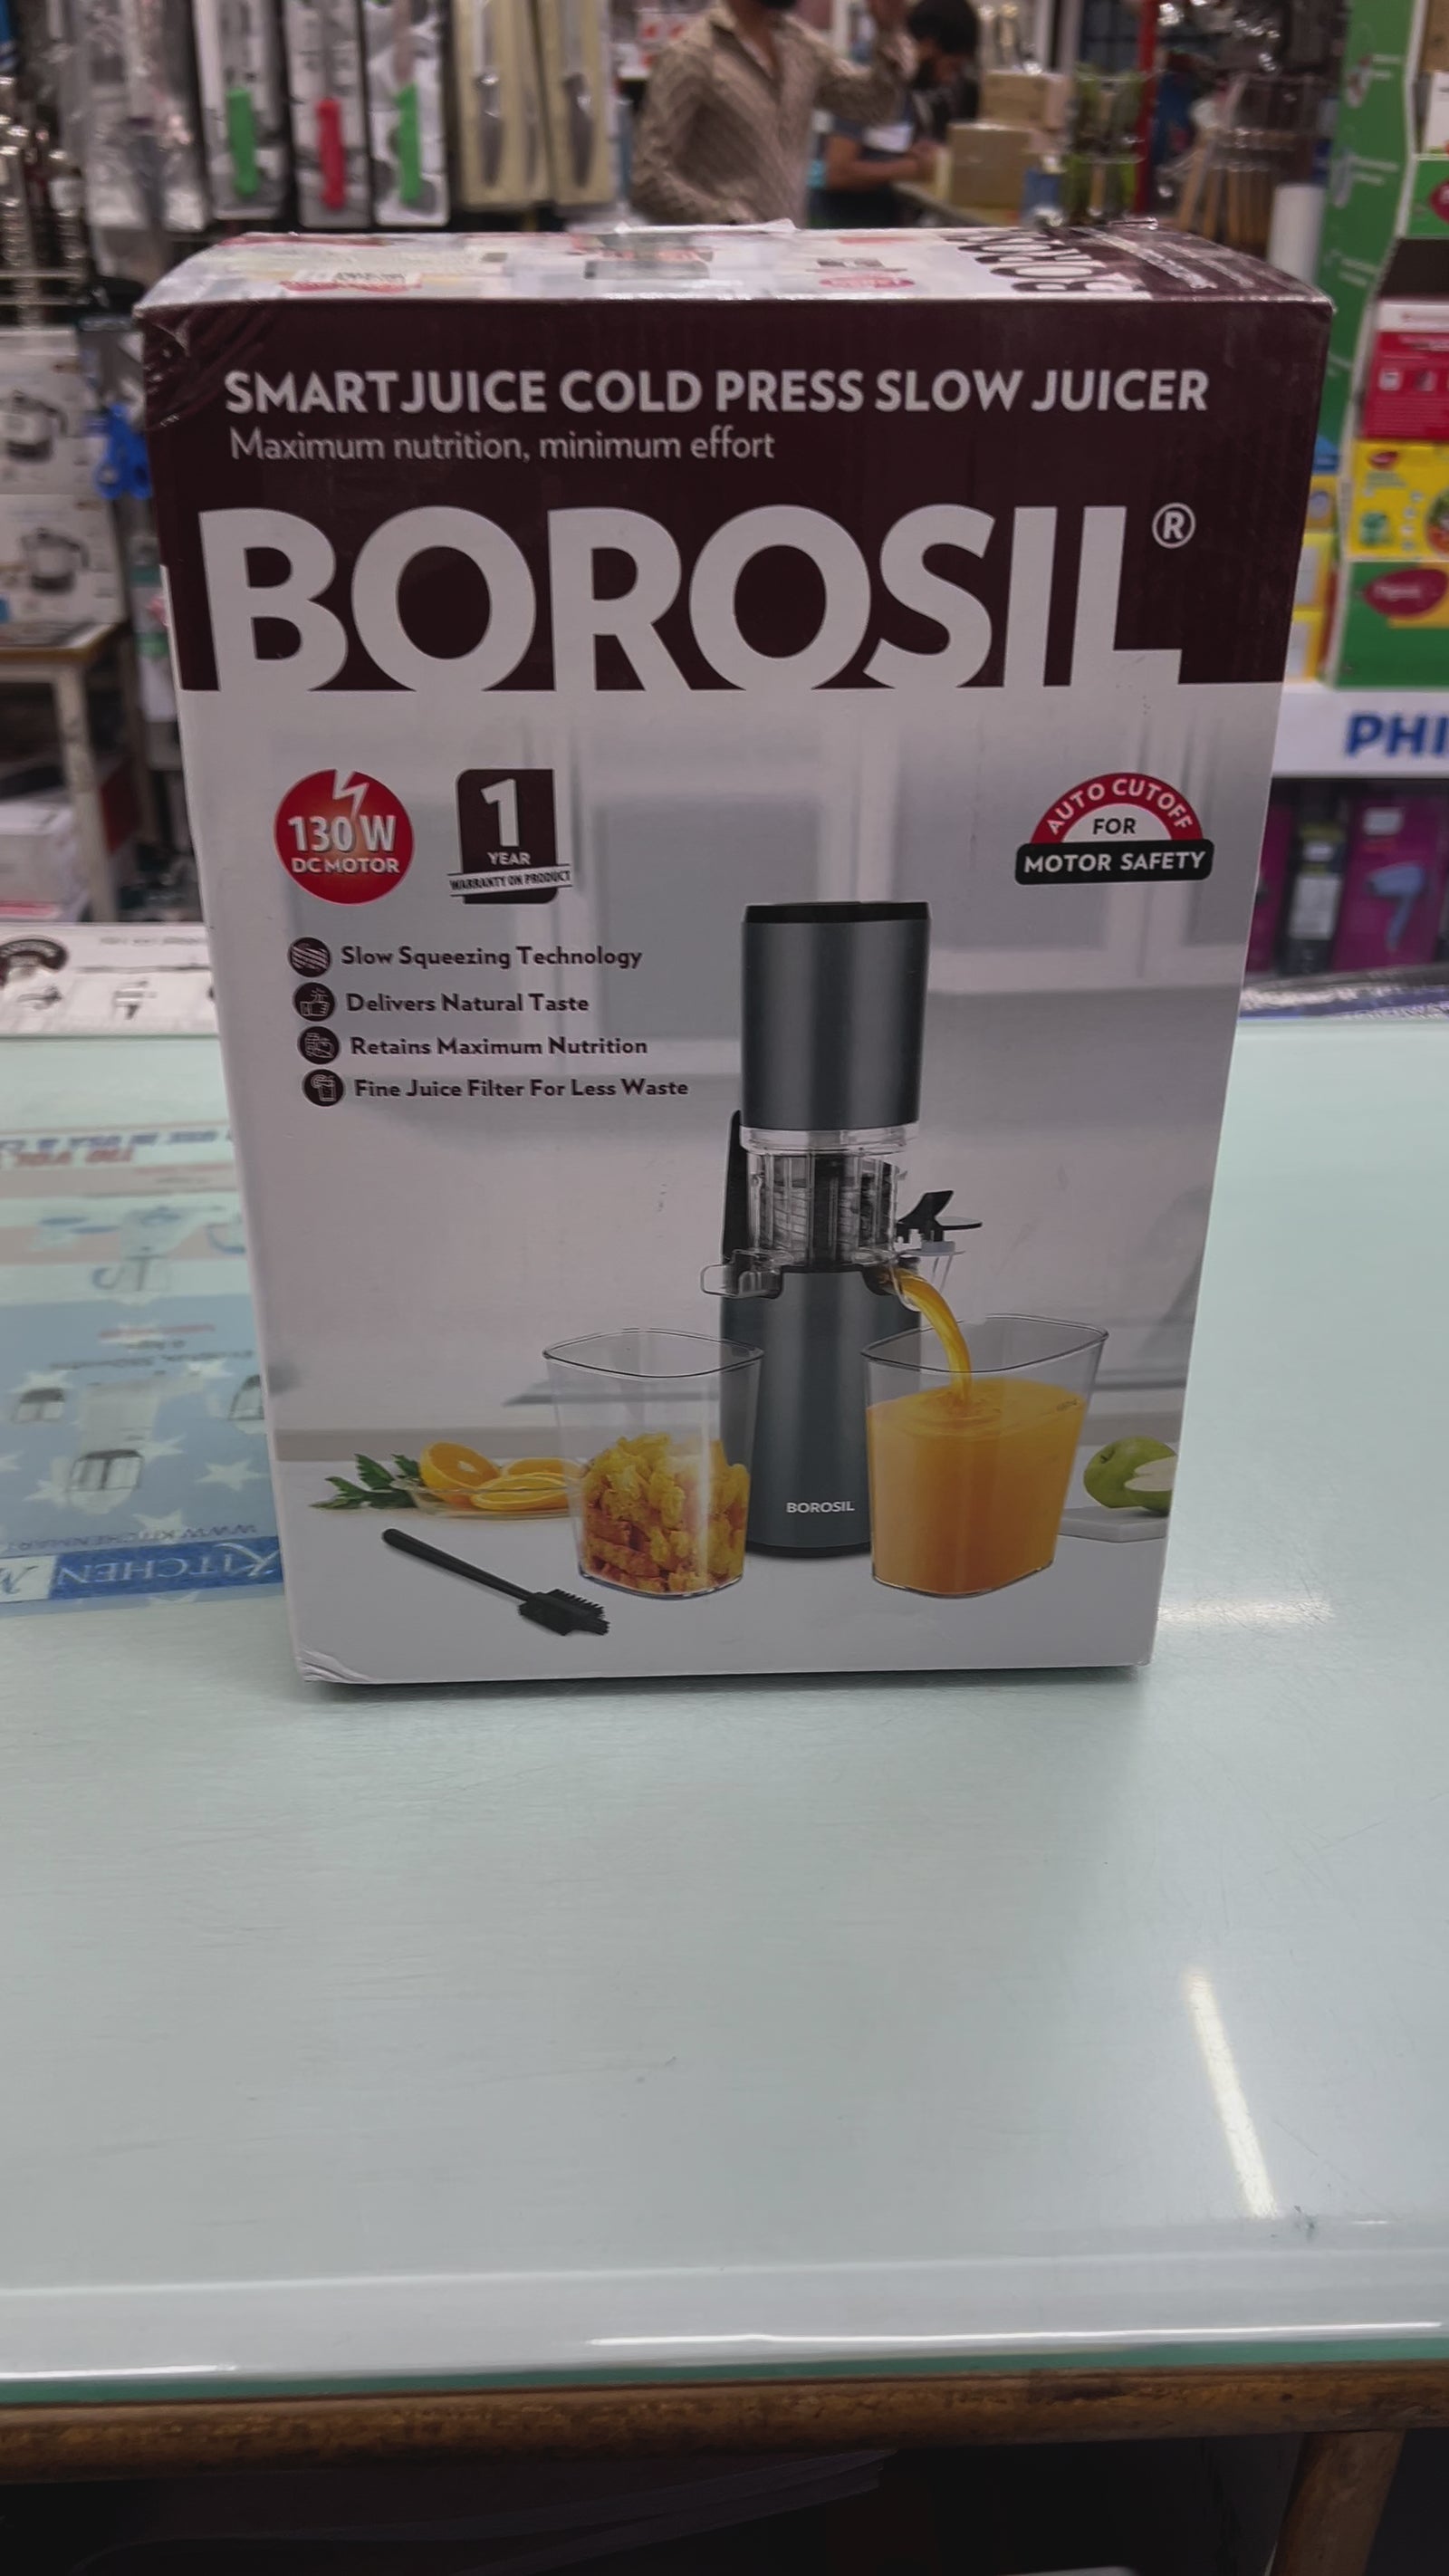 SMARTJUICE COLD PRESS SLOW JUICER
Maximum nutrition, minimum effort
BOROSIL®
130 W
DC MOTOR
1
YEAR
WARRANTY ON PRODUCT
AUTO CUTOFF
FOR
MOTOR SAFETY
Slow Squeezing Technology
Delivers Natural Taste
Retains Maximum Nutrition
Fine Juice Filter For Less Waste
BOROSIL
PHI
KITCHEN